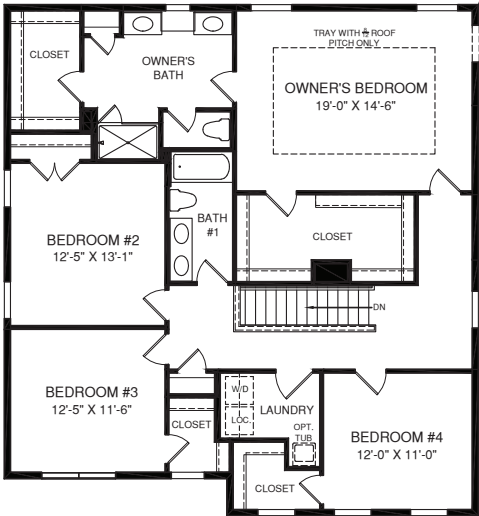 TRAY WITH ROOF
PITCH ONLY
CLOSET
OWNER'S
BATH
OWNER'S BEDROOM
19'-0" X 14'-6"
BATH
#1
BEDROOM #2
12'-5" X 13'-1"
CLOSET
DN
BEDROOM #3
12'-5" X 11'-6"
W/D
LOC.
LAUNDRY
CLOSET
OPT.
TUB
BEDROOM #4
12'-0" X 11'-0"
CLOSET